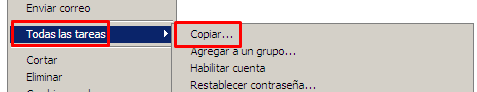 Enviar correo
Todas las tareas
Cortar
Eliminar
Copiar...
Agregar a un grupo...
Habilitar cuenta
Restablecer contraseña...